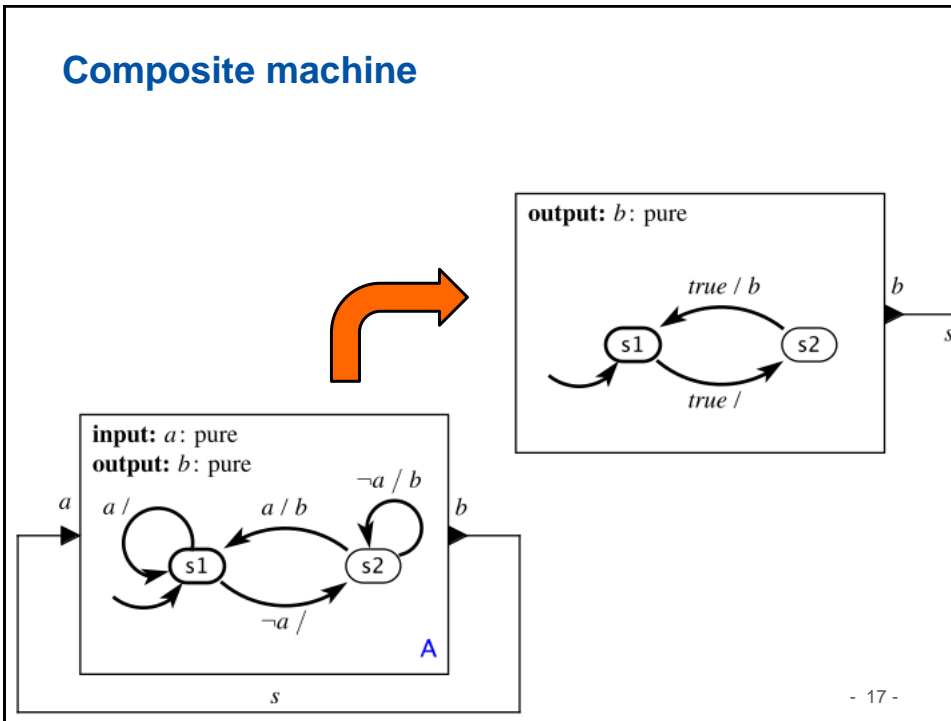 Composite machine
output: b: pure
true / b
b
s1
s2
s
true /
input: a: pure
output: b: pure
a
a /
a / b
¬a / b
b
s1
s2
¬a /
A
s
- 17 -